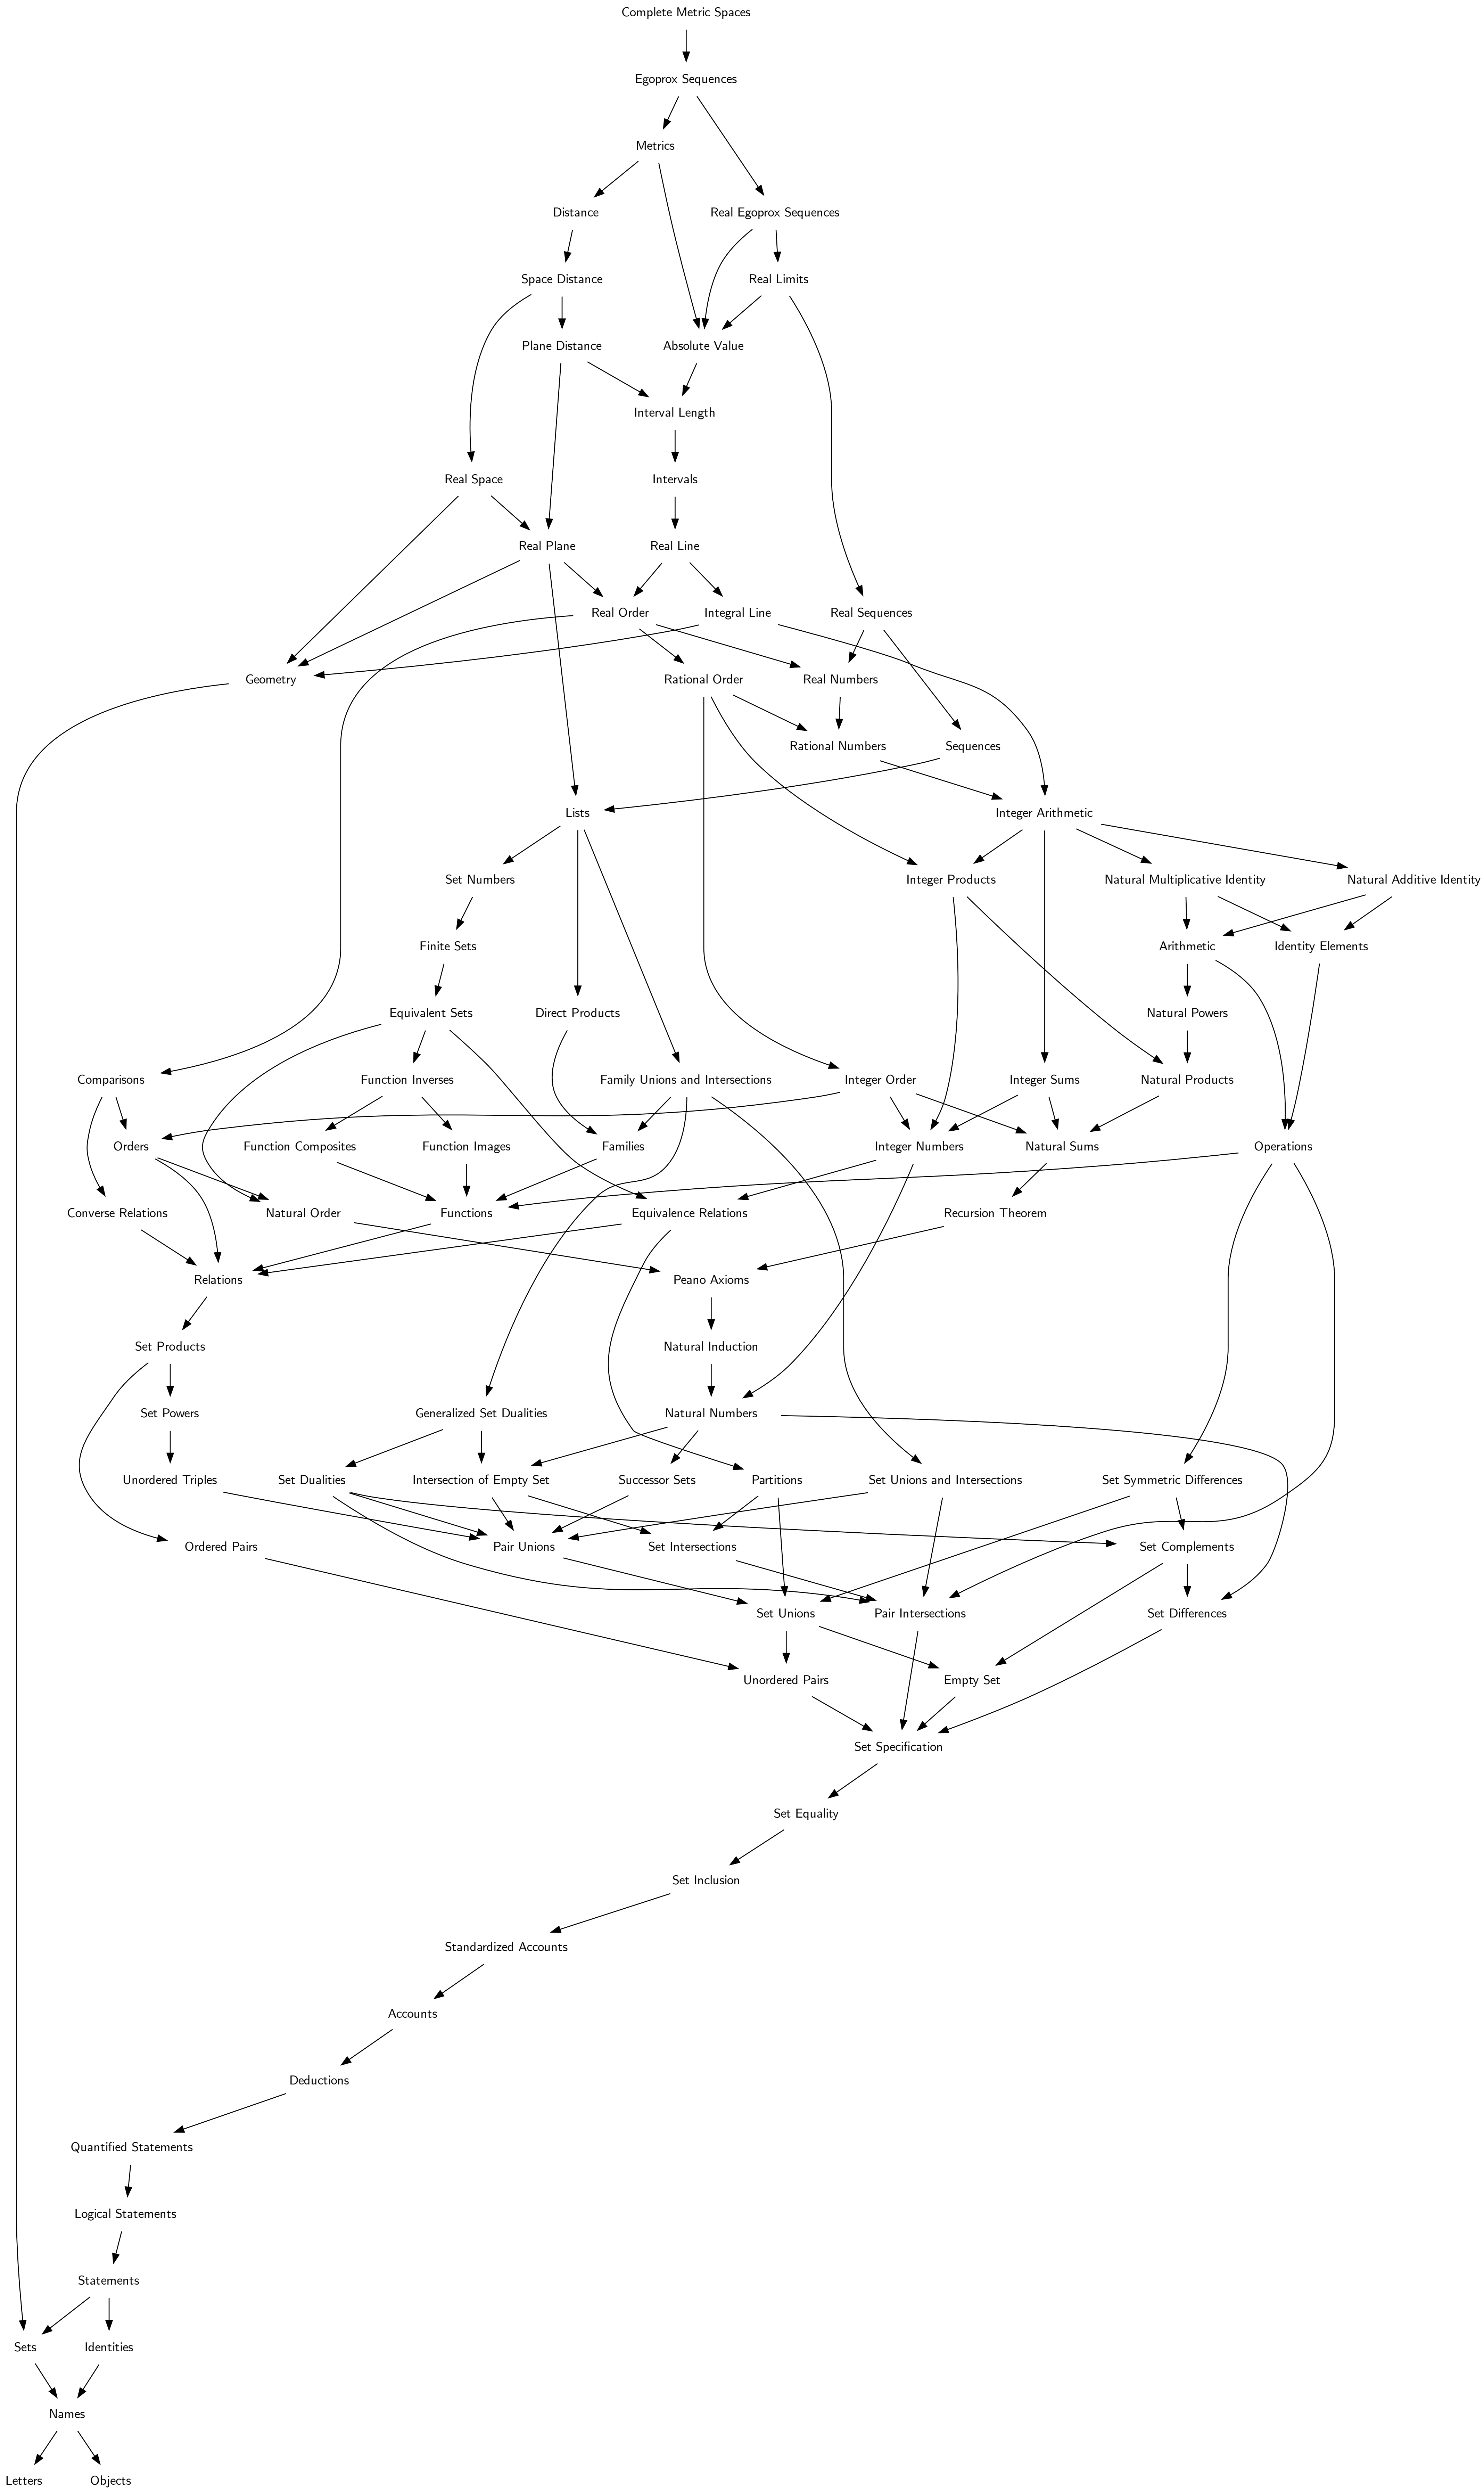 Complete Metric Spaces
Egoprox Sequences
Metrics
Distance
Real Egoprox Sequences
Space Distance
Real Limits
Plane Distance
Absolute Value
Interval Length
Real Space
Intervals
Real Plane
Real Line
Real Order
Integral Line
Real Sequences
Geometry
Rational Order
Real Numbers
Rational Numbers
Sequences
Lists
Integer Arithmetic
Set Numbers
Integer Products
Natural Multiplicative Identity
Natural Additive Identity
Finite Sets
Arithmetic
Identity Elements
Equivalent Sets
Direct Products
Natural Powers
Comparisons
Function Inverses
Family Unions and Intersections
Integer Order
Integer Sums
Natural Products
Orders
Function Composites
Function Images
Families
Integer Numbers
Natural Sums
Operations
Converse Relations
Natural Order
Functions
Equivalence Relations
Recursion Theorem
Relations
Peano Axioms
Set Products
Natural Induction
Set Powers
Generalized Set Dualities
Natural Numbers
Unordered Triples
Set Dualities
Intersection of Empty Set
Successor Sets
Partitions
Set Unions and Intersections
Set Symmetric Differences
Ordered Pairs
Pair Unions
Set Intersections
Set Complements
Set Unions
Pair Intersections
Set Differences
Unordered Pairs
Empty Set
Set Specification
Set Equality
Set Inclusion
Standardized Accounts
Accounts
Deductions
Quantified Statements
Logical Statements
Statements
Sets
Identities
Names
Letters
Objects